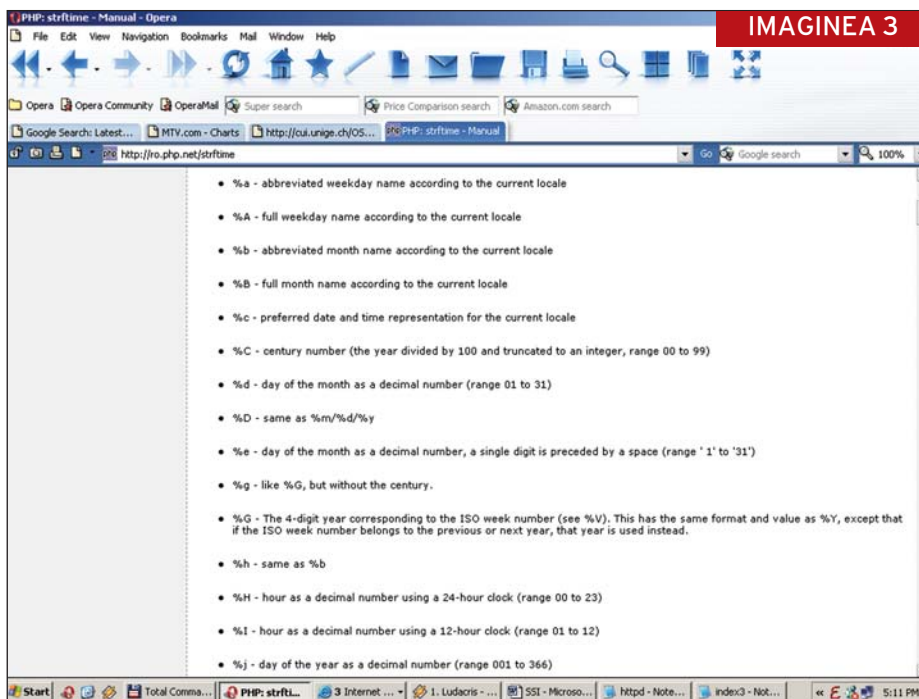 PHP: strftime - Manual - Opera
IMAGINEA 3
File Edit View Navigation Bookmarks Mail Window Help
Opera Opera Community OperaMail Super search Price Comparison search Amazon.com search
Google Search: Latest... MTV.com - Charts http://cui.unige.ch/OS... PHP: strftime - Manual
http://ro.php.net/strftime Go Google search 100%
• %a - abbreviated weekday name according to the current locale
• %A - full weekday name according to the current locale
• %b - abbreviated month name according to the current locale
• %B - full month name according to the current locale
• %c - preferred date and time representation for the current locale
• %C - century number (the year divided by 100 and truncated to an integer, range 00 to 99)
• %d - day of the month as a decimal number (range 01 to 31)
• %D - same as %m/%d/%y
• %e - day of the month as a decimal number, a single digit is preceded by a space (range ' 1' to '31')
• %g - like %G, but without the century.
• %G - The 4-digit year corresponding to the ISO week number (see %V). This has the same format and value as %Y, except that
if the ISO week number belongs to the previous or next year, that year is used instead.
• %h - same as %b
• %H - hour as a decimal number using a 24-hour clock (range 00 to 23)
• %I - hour as a decimal number using a 12-hour clock (range 01 to 12)
• %j - day of the year as a decimal number (range 001 to 366)
Start Total Comma... PHP: strfti... 3 Internet ... 1. Ludacris - ... SSI - Microso... httpd - Note... index3 - Not... « 5:11 PM